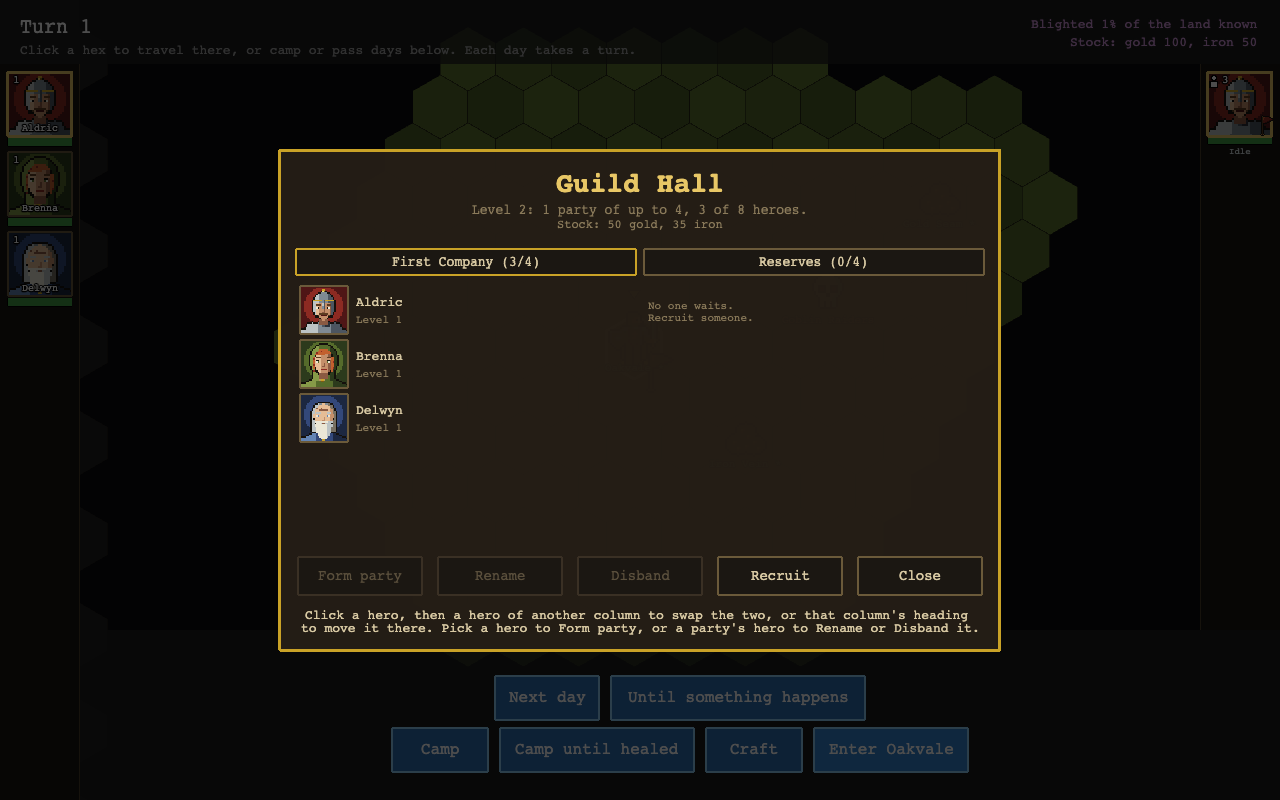 Turn 1
Click a hex to travel there, or camp or pass days below. Each day takes a turn.
Blighted 1% of the land known
Stock: gold 100, iron 50
1
Aldric
1
Brenna
1
Delwyn
3
Idle
Guild Hall
Level 2: 1 party of up to 4, 3 of 8 heroes.
Stock: 50 gold, 35 iron
First Company (3/4)
Reserves (0/4)
Aldric
Level 1
Brenna
Level 1
Delwyn
Level 1
No one waits.
Recruit someone.
Form party
Rename
Disband
Recruit
Close
Click a hero, then a hero of another column to swap the two, or that column's heading
to move it there. Pick a hero to Form party, or a party's hero to Rename or Disband it.
Next day
Until something happens
Camp
Camp until healed
Craft
Enter Oakvale